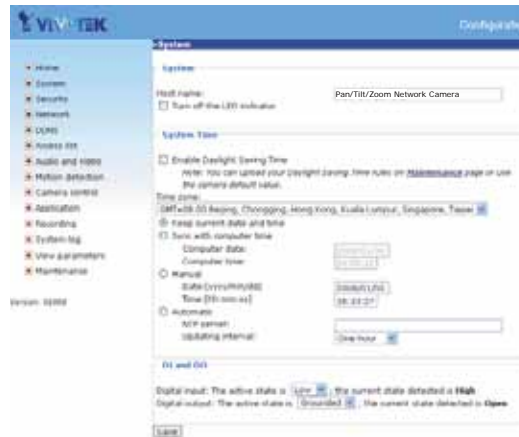 VIVOTEK
Configuration
>System
Home
System
Security
Network
DDNS
Access list
Audio and video
Motion detection
Camera control
Application
Recording
System log
View parameters
Maintenance
Version:
System
Host name: Pan/Tilt/Zoom Network Camera
Turn off the LED indicator
System Time
Enable Daylight Saving Time
Note: You can upload your Daylight Saving Time rules on Maintenance page or use
the camera default value.
Time zone:
GMT+08:00 Beijing, Chongqing, Hong Kong, Kuala Lumpur, Singapore, Taipei
Keep current date and time
Sync with computer time
Computer date:
Computer time:
Manual
Date [yyyy/mm/dd]
Time [hh:mm:ss]
Automatic
NTP server:
Updating interval: One hour
DI and DO
Digital input: The active state is Low ; the current state detected is High
Digital output: The active state is Grounded ; the current state detected is Open
Save